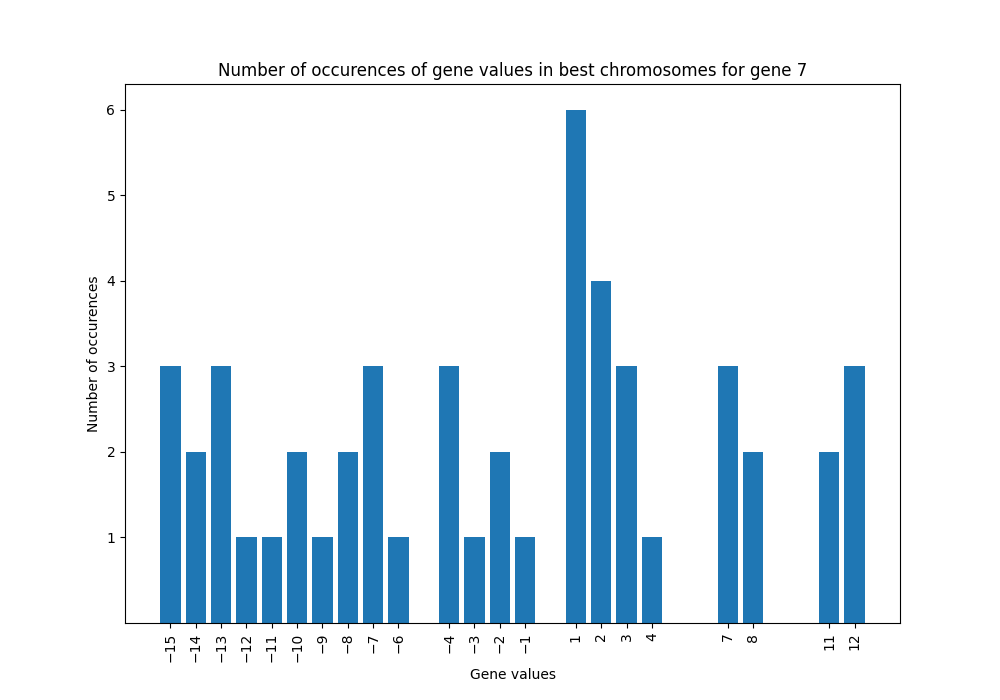 Number of occurences of gene values in best chromosomes for gene 7
6
5
4
3
2
1
Number of occurences
−15 −14 −13 −12 −11 −10 −9 −8 −7 −6 −4 −3 −2 −1 1 2 3 4 7 8 11 12
Gene values